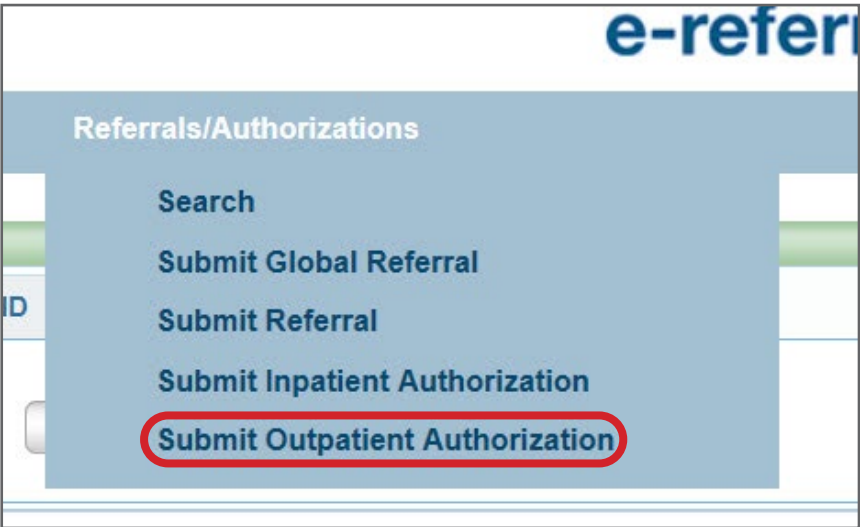 e-refer
Referrals/Authorizations
Search
Submit Global Referral
ID
Submit Referral
Submit Inpatient Authorization
Submit Outpatient Authorization